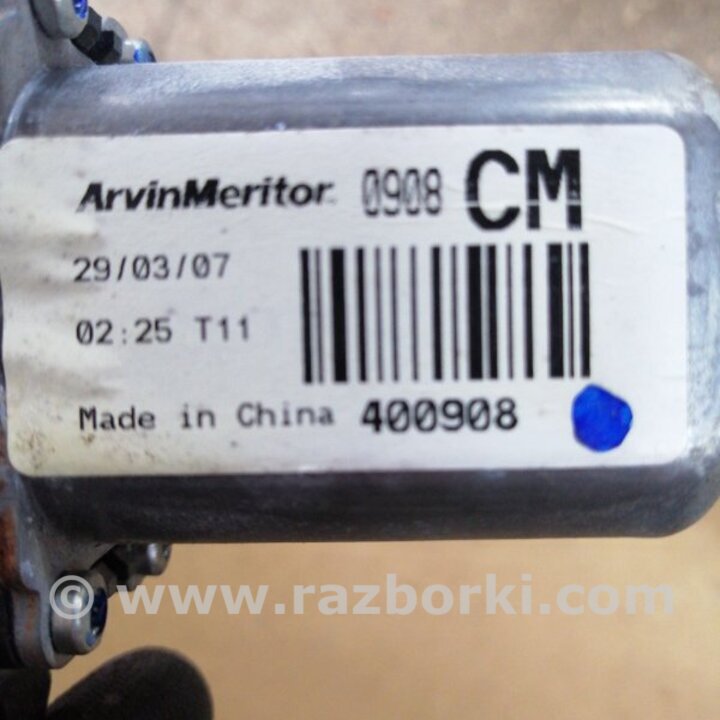 ArvinMeritor 0908 CM
29/03/07
02:25 T11
Made in China 400908
© www.razborki.com